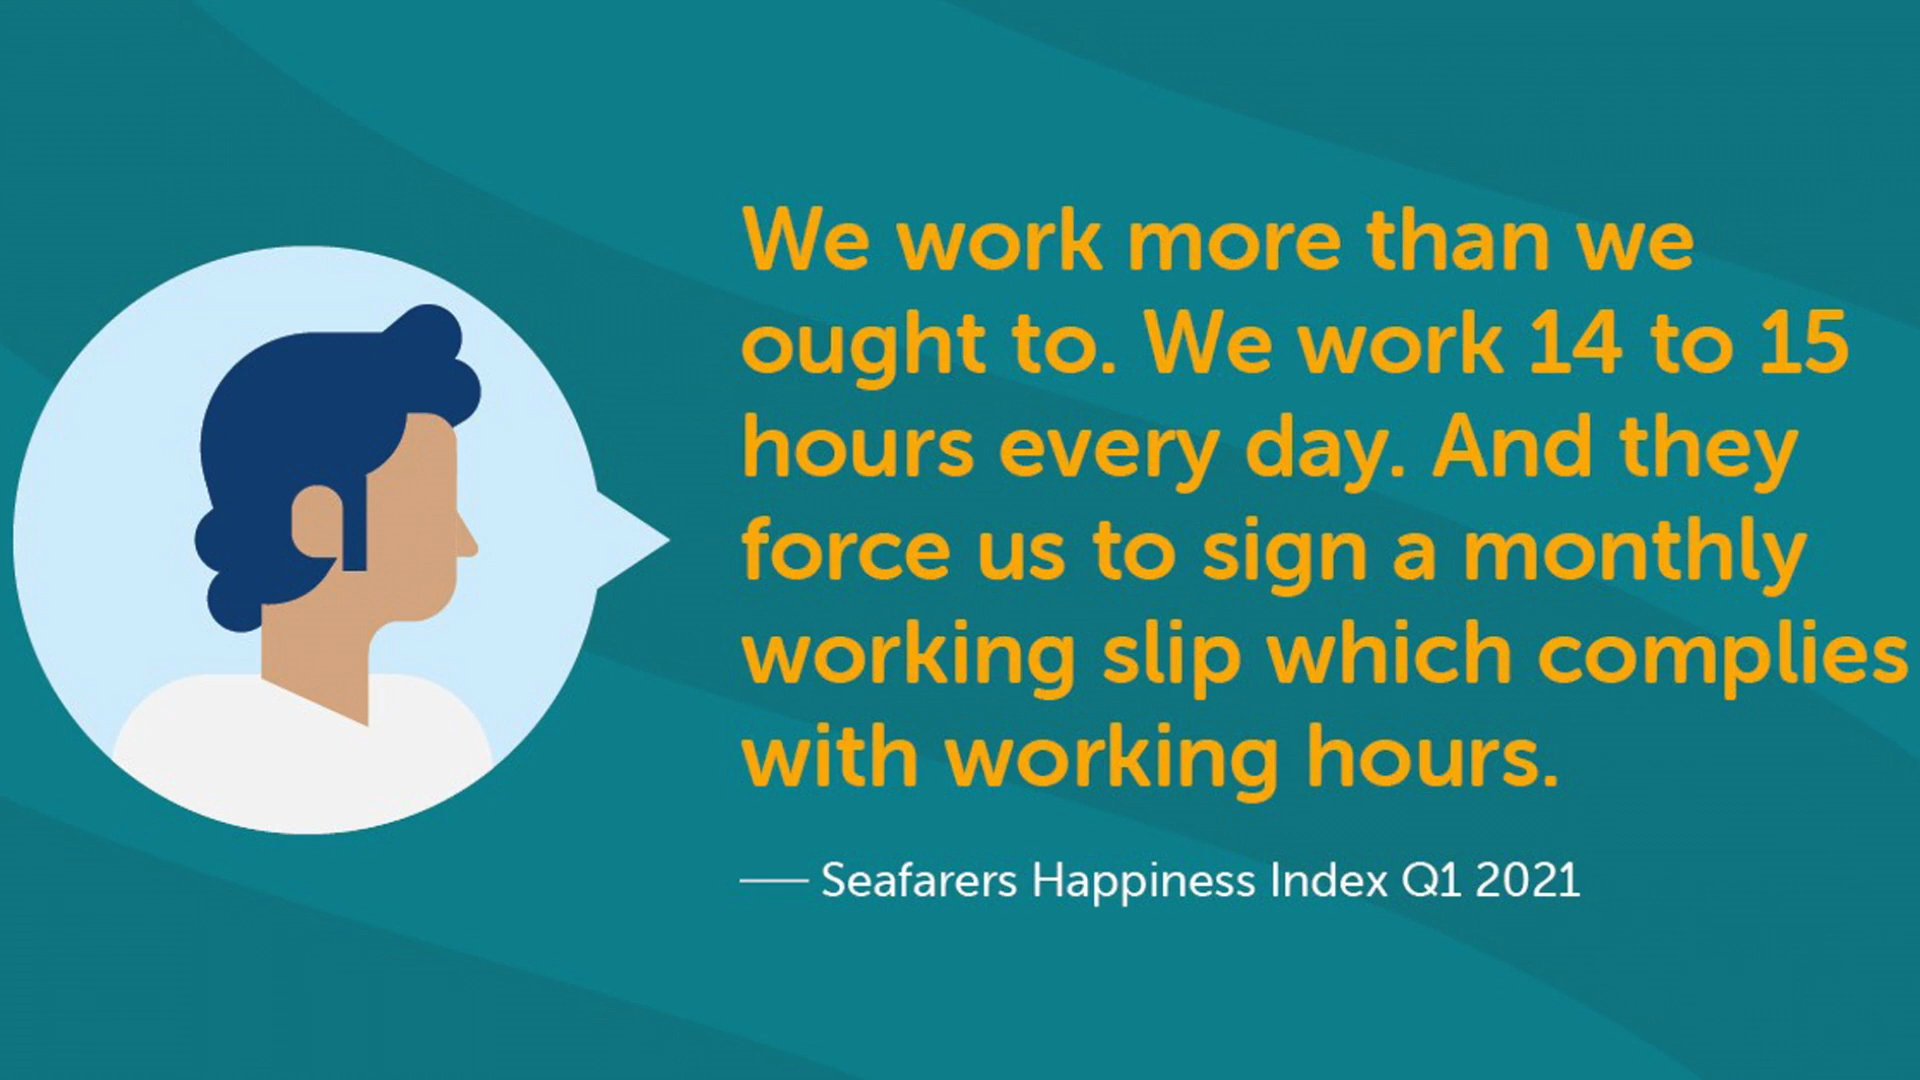 We work more than we
ought to. We work 14 to 15
hours every day. And they
force us to sign a monthly
working slip which complies
with working hours.
— Seafarers Happiness Index Q1 2021